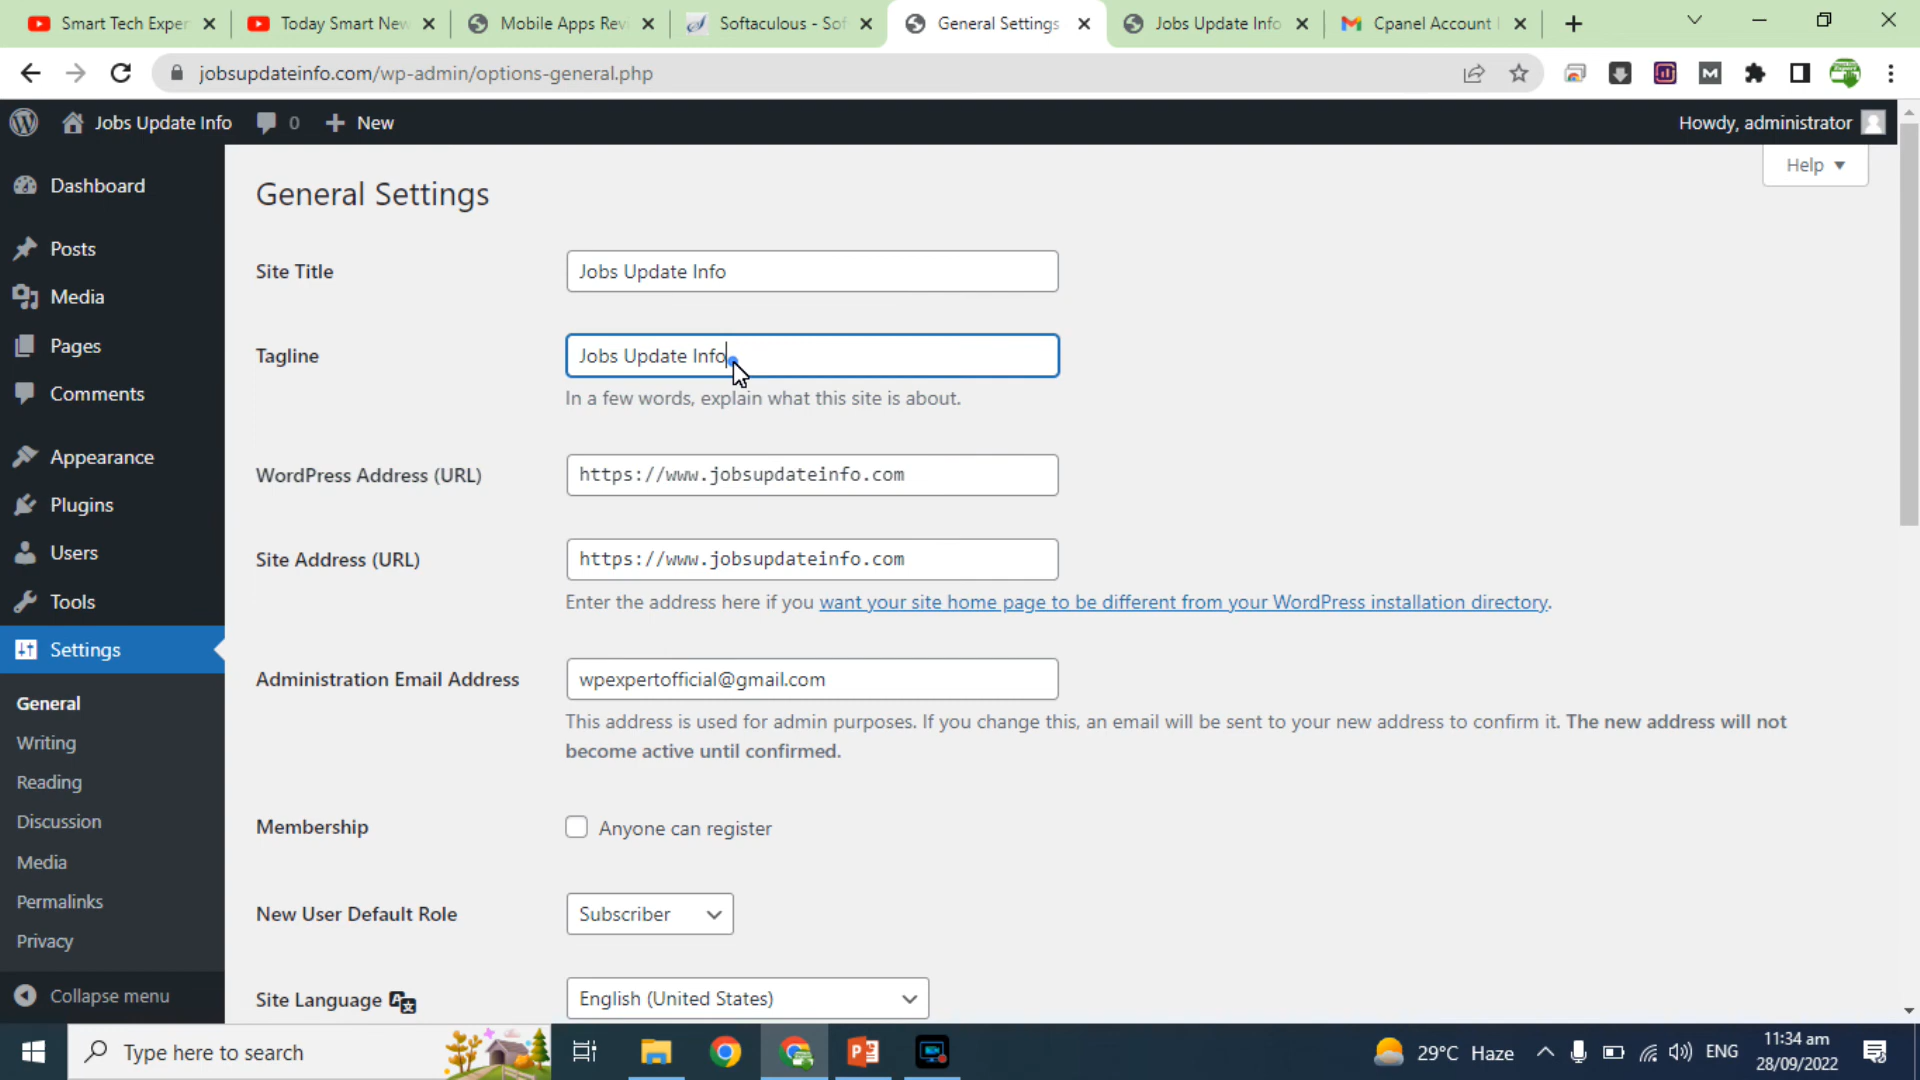 Smart Tech Exper
Today Smart New
Mobile Apps Rev
Softaculous - Sof
General Settings
Jobs Update Info
Cpanel Account
jobsupdateinfo.com/wp-admin/options-general.php
Jobs Update Info
0
New
Howdy, administrator
Dashboard
Posts
Media
Pages
Comments
Appearance
Plugins
Users
Tools
Settings
General
Writing
Reading
Discussion
Media
Permalinks
Privacy
Collapse menu
Help
General Settings
Site Title
Jobs Update Info
Tagline
Jobs Update Info
In a few words, explain what this site is about.
WordPress Address (URL)
https://www.jobsupdateinfo.com
Site Address (URL)
https://www.jobsupdateinfo.com
Enter the address here if you want your site home page to be different from your WordPress installation directory.
Administration Email Address
wpexpertofficial@gmail.com
This address is used for admin purposes. If you change this, an email will be sent to your new address to confirm it. The new address will not
become active until confirmed.
Membership
Anyone can register
New User Default Role
Subscriber
Site Language
English (United States)
Type here to search
29°C Haze
ENG
11:34 am
28/09/2022